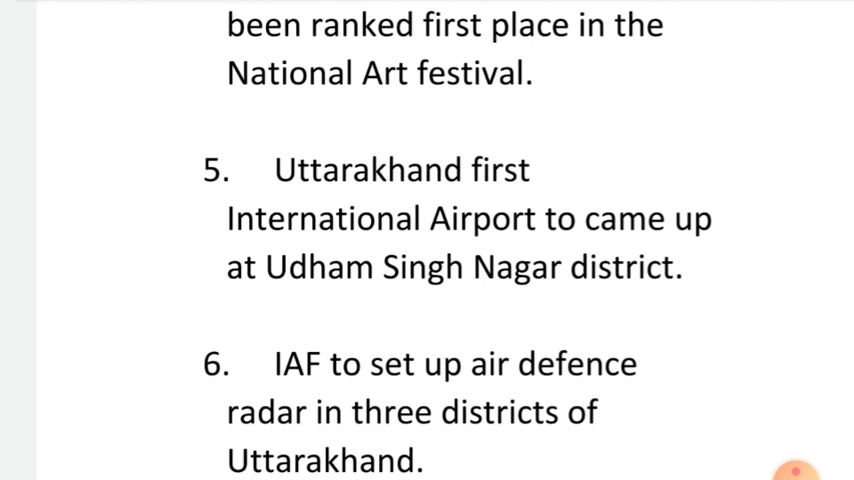 been ranked first place in the
National Art festival.
5. Uttarakhand first
International Airport to came up
at Udham Singh Nagar district.
6. IAF to set up air defence
radar in three districts of
Uttarakhand.